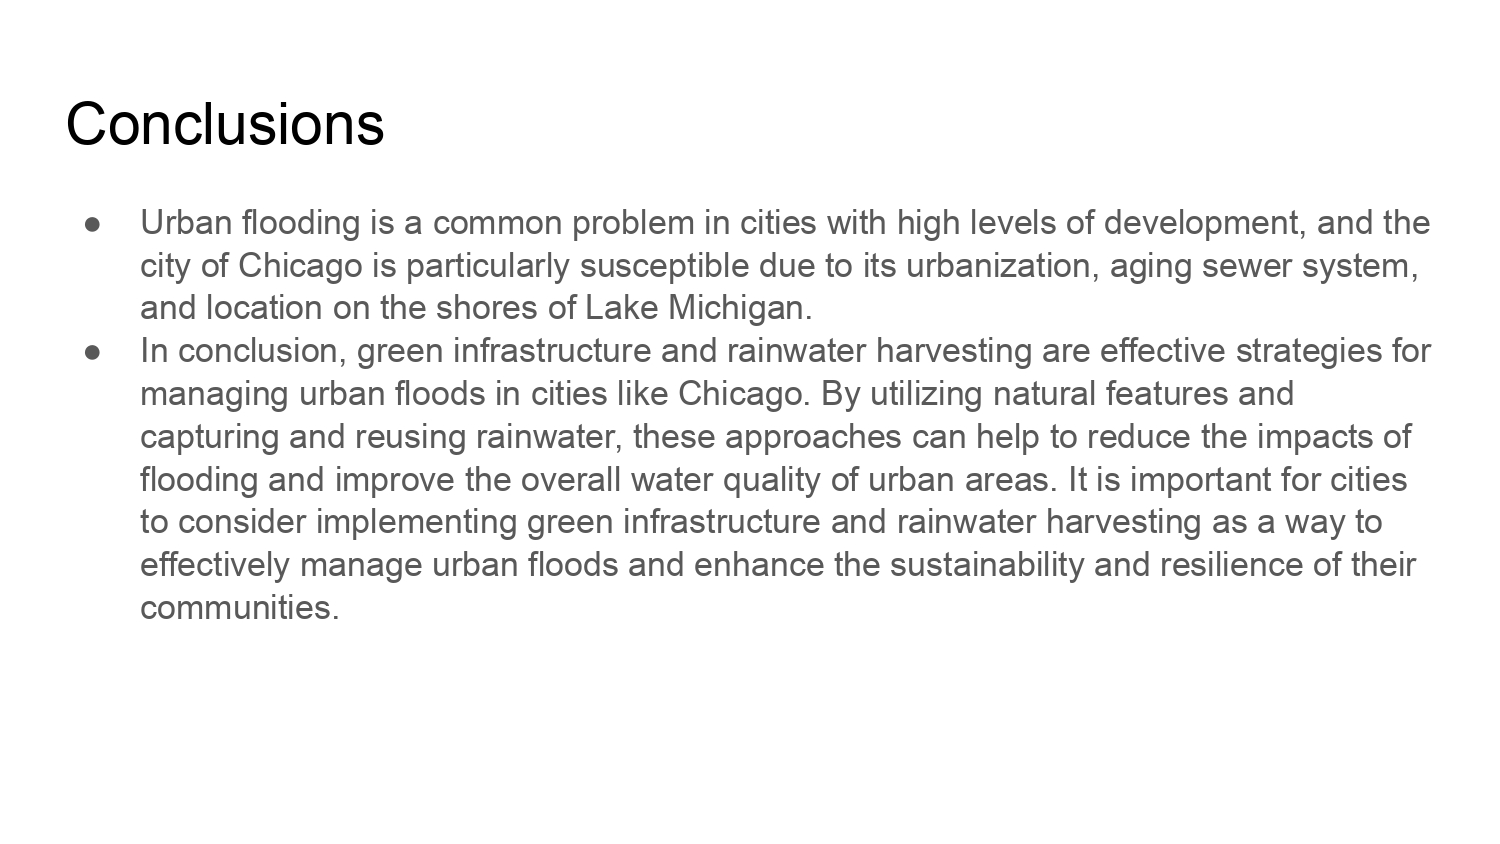 Conclusions
● Urban flooding is a common problem in cities with high levels of development, and the
city of Chicago is particularly susceptible due to its urbanization, aging sewer system,
and location on the shores of Lake Michigan.
● In conclusion, green infrastructure and rainwater harvesting are effective strategies for
managing urban floods in cities like Chicago. By utilizing natural features and
capturing and reusing rainwater, these approaches can help to reduce the impacts of
flooding and improve the overall water quality of urban areas. It is important for cities
to consider implementing green infrastructure and rainwater harvesting as a way to
effectively manage urban floods and enhance the sustainability and resilience of their
communities.